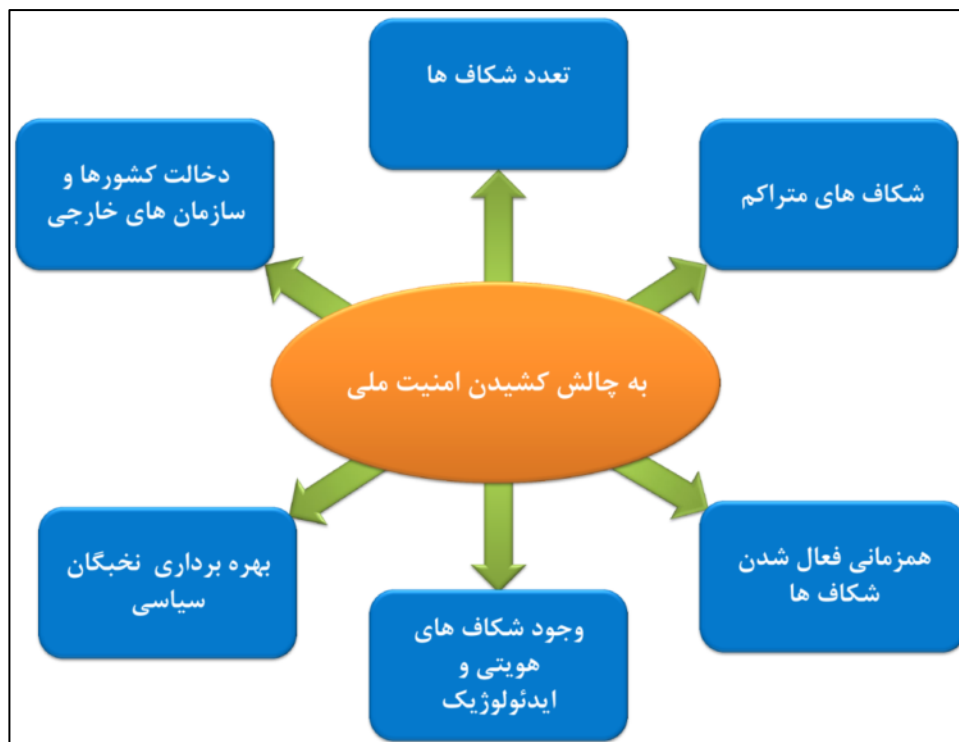 تعدد شکاف ها
شکاف های متراکم
دخالت کشورها و
سازمان های خارجی
به چالش کشیدن امنیت ملی
همزمانی فعال شدن
شکاف ها
بهره برداری نخبگان
سیاسی
وجود شکاف های
هویتی و
ایدئولوژیک